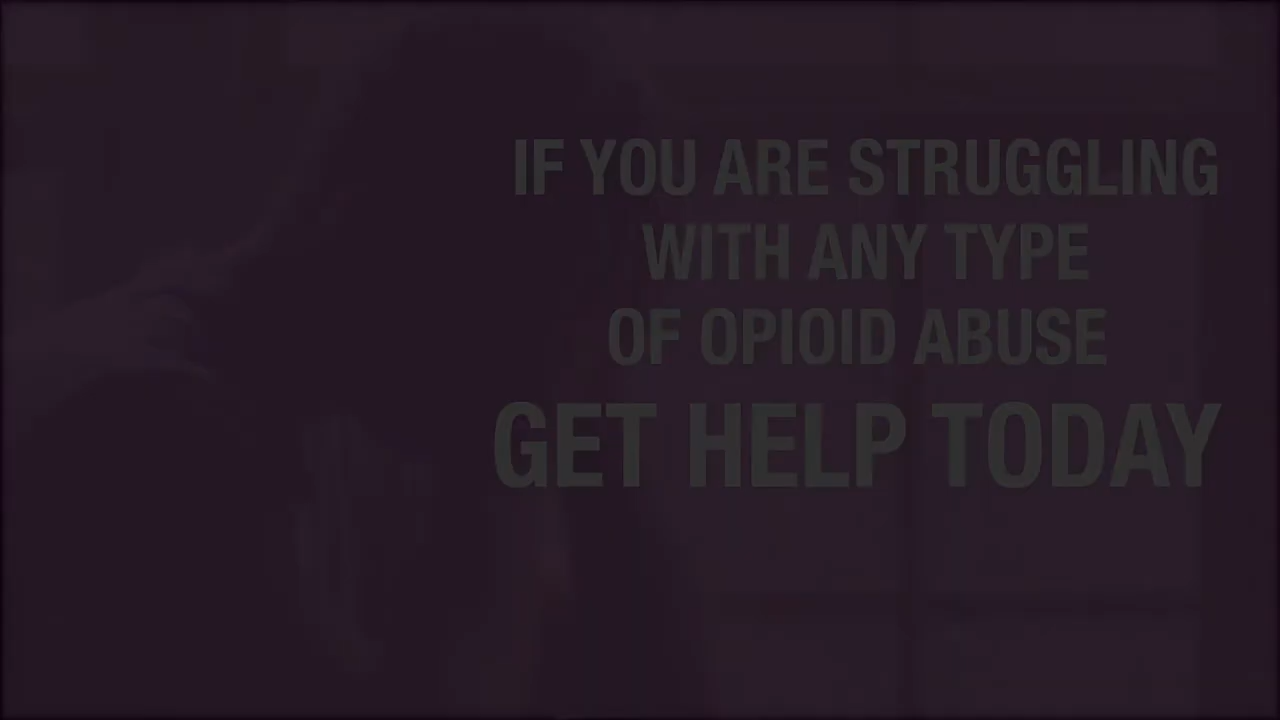 IF YOU ARE STRUGGLING
WITH ANY TYPE
OF OPIOID ABUSE
GET HELP TODAY